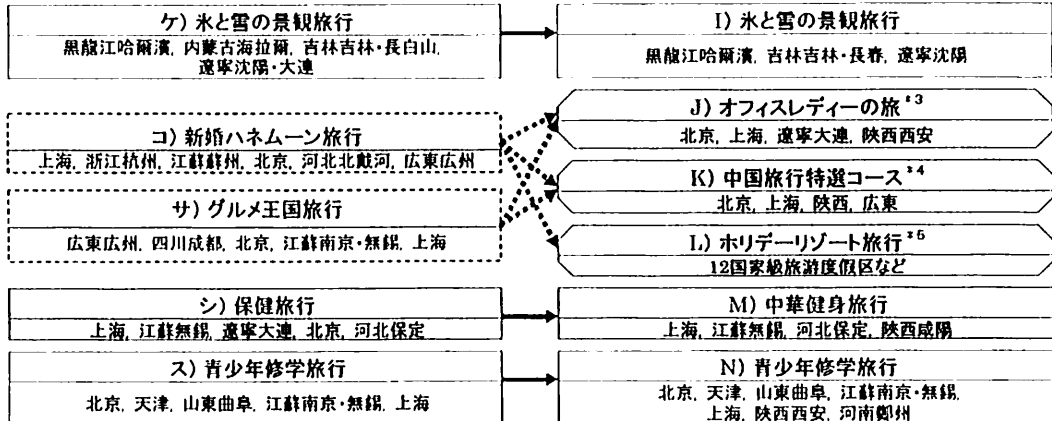 ケ) 氷と雪の景観旅行
黒龍江哈爾濱, 内蒙古海拉爾, 吉林吉林・長白山,
遼寧沈陽・大連
I) 氷と雪の景観旅行
黒龍江哈爾濱, 吉林吉林・長春, 遼寧沈陽
コ) 新婚ハネムーン旅行
上海, 浙江杭州, 江蘇蘇州, 北京, 河北北戴河, 広東広州
サ) グルメ王国旅行
広東広州, 四川成都, 北京, 江蘇南京・無錫, 上海
J) オフィスレディーの旅*3
北京, 上海, 遼寧大連, 陝西西安
K) 中国旅行特選コース*4
北京, 上海, 陝西, 広東
L) ホリデーリゾート旅行*5
12国家級旅游度假区など
シ) 保健旅行
上海, 江蘇無錫, 遼寧大連, 北京, 河北保定
M) 中華健身旅行
上海, 江蘇無錫, 河北保定, 陝西咸陽
ス) 青少年修学旅行
北京, 天津, 山東曲阜, 江蘇南京・無錫, 上海
N) 青少年修学旅行
北京, 天津, 山東曲阜, 江蘇南京・無錫,
上海, 陝西西安, 河南鄭州